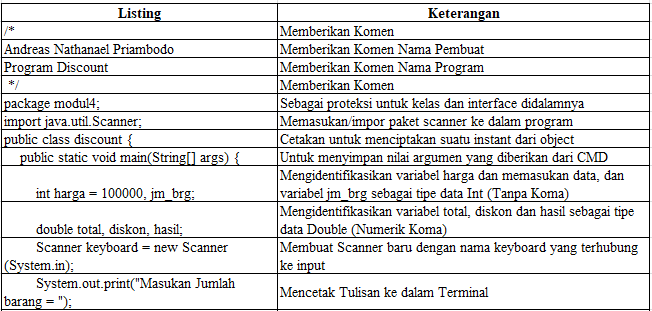 Listing Keterangan
/* Memberikan Komen
Andreas Nathanael Priambodo Memberikan Komen Nama Pembuat
Program Discount Memberikan Komen Nama Program
*/ Memberikan Komen
package modul4; Sebagai proteksi untuk kelas dan interface didalamnya
import java.util.Scanner; Memasukan/impor paket scanner ke dalam program
public class discount { Cetakan untuk menciptakan suatu instant dari object
public static void main(String[] args) { Untuk menyimpan nilai argumen yang diberikan dari CMD
int harga = 100000, jm_brg;
Mengidentifikasikan variabel harga dan memasukan data, dan
variabel jm_brg sebagai tipe data Int (Tanpa Koma)
double total, diskon, hasil;
Mengidentifikasikan variabel total, diskon dan hasil sebagai tipe
data Double (Numerik Koma)
Scanner keyboard = new Scanner
(System.in);
Membuat Scanner baru dengan nama keyboard yang terhubung
ke input
System.out.print("Masukan Jumlah
barang = ");
Mencetak Tulisan ke dalam Terminal